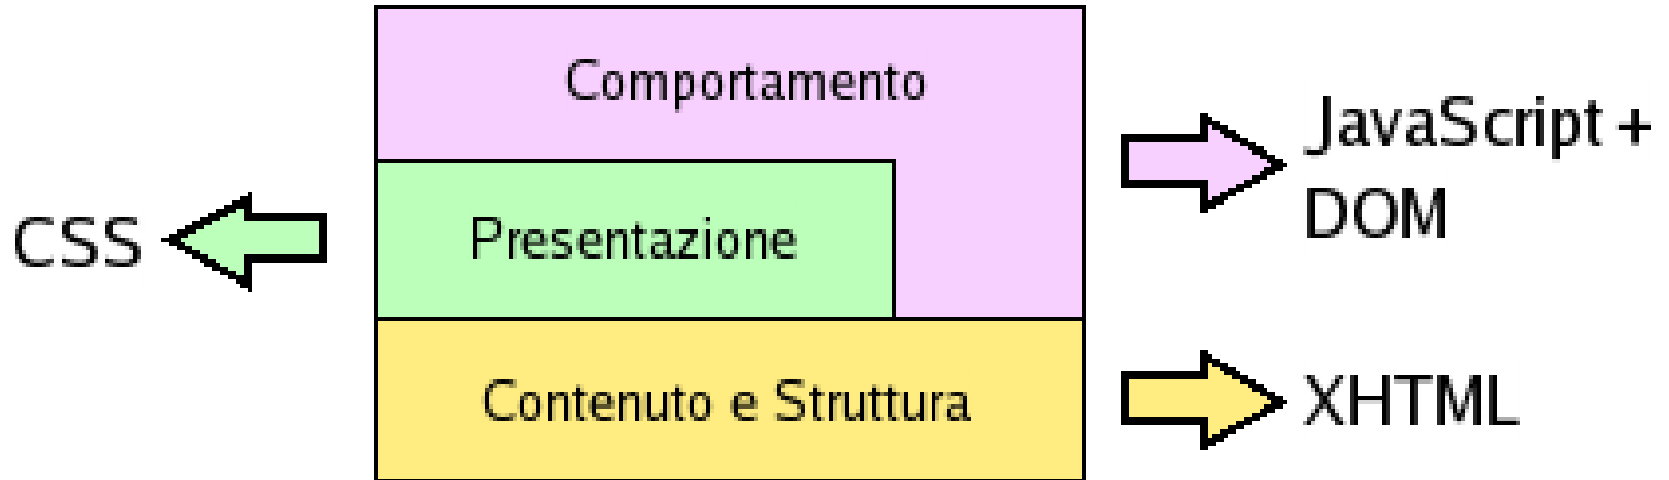 Comportamento
JavaScript +
DOM
CSS
Presentazione
Contenuto e Struttura
XHTML